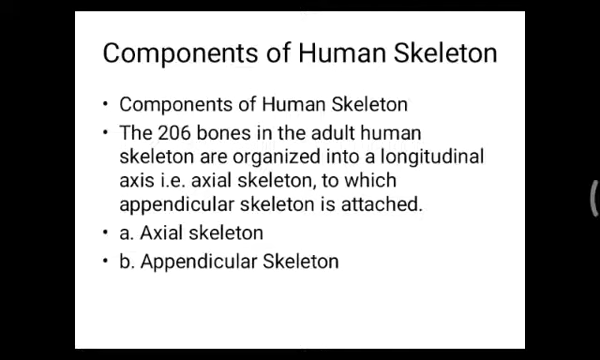 Components of Human Skeleton
• Components of Human Skeleton
• The 206 bones in the adult human
skeleton are organized into a longitudinal
axis i.e. axial skeleton, to which
appendicular skeleton is attached.
• a. Axial skeleton
• b. Appendicular Skeleton